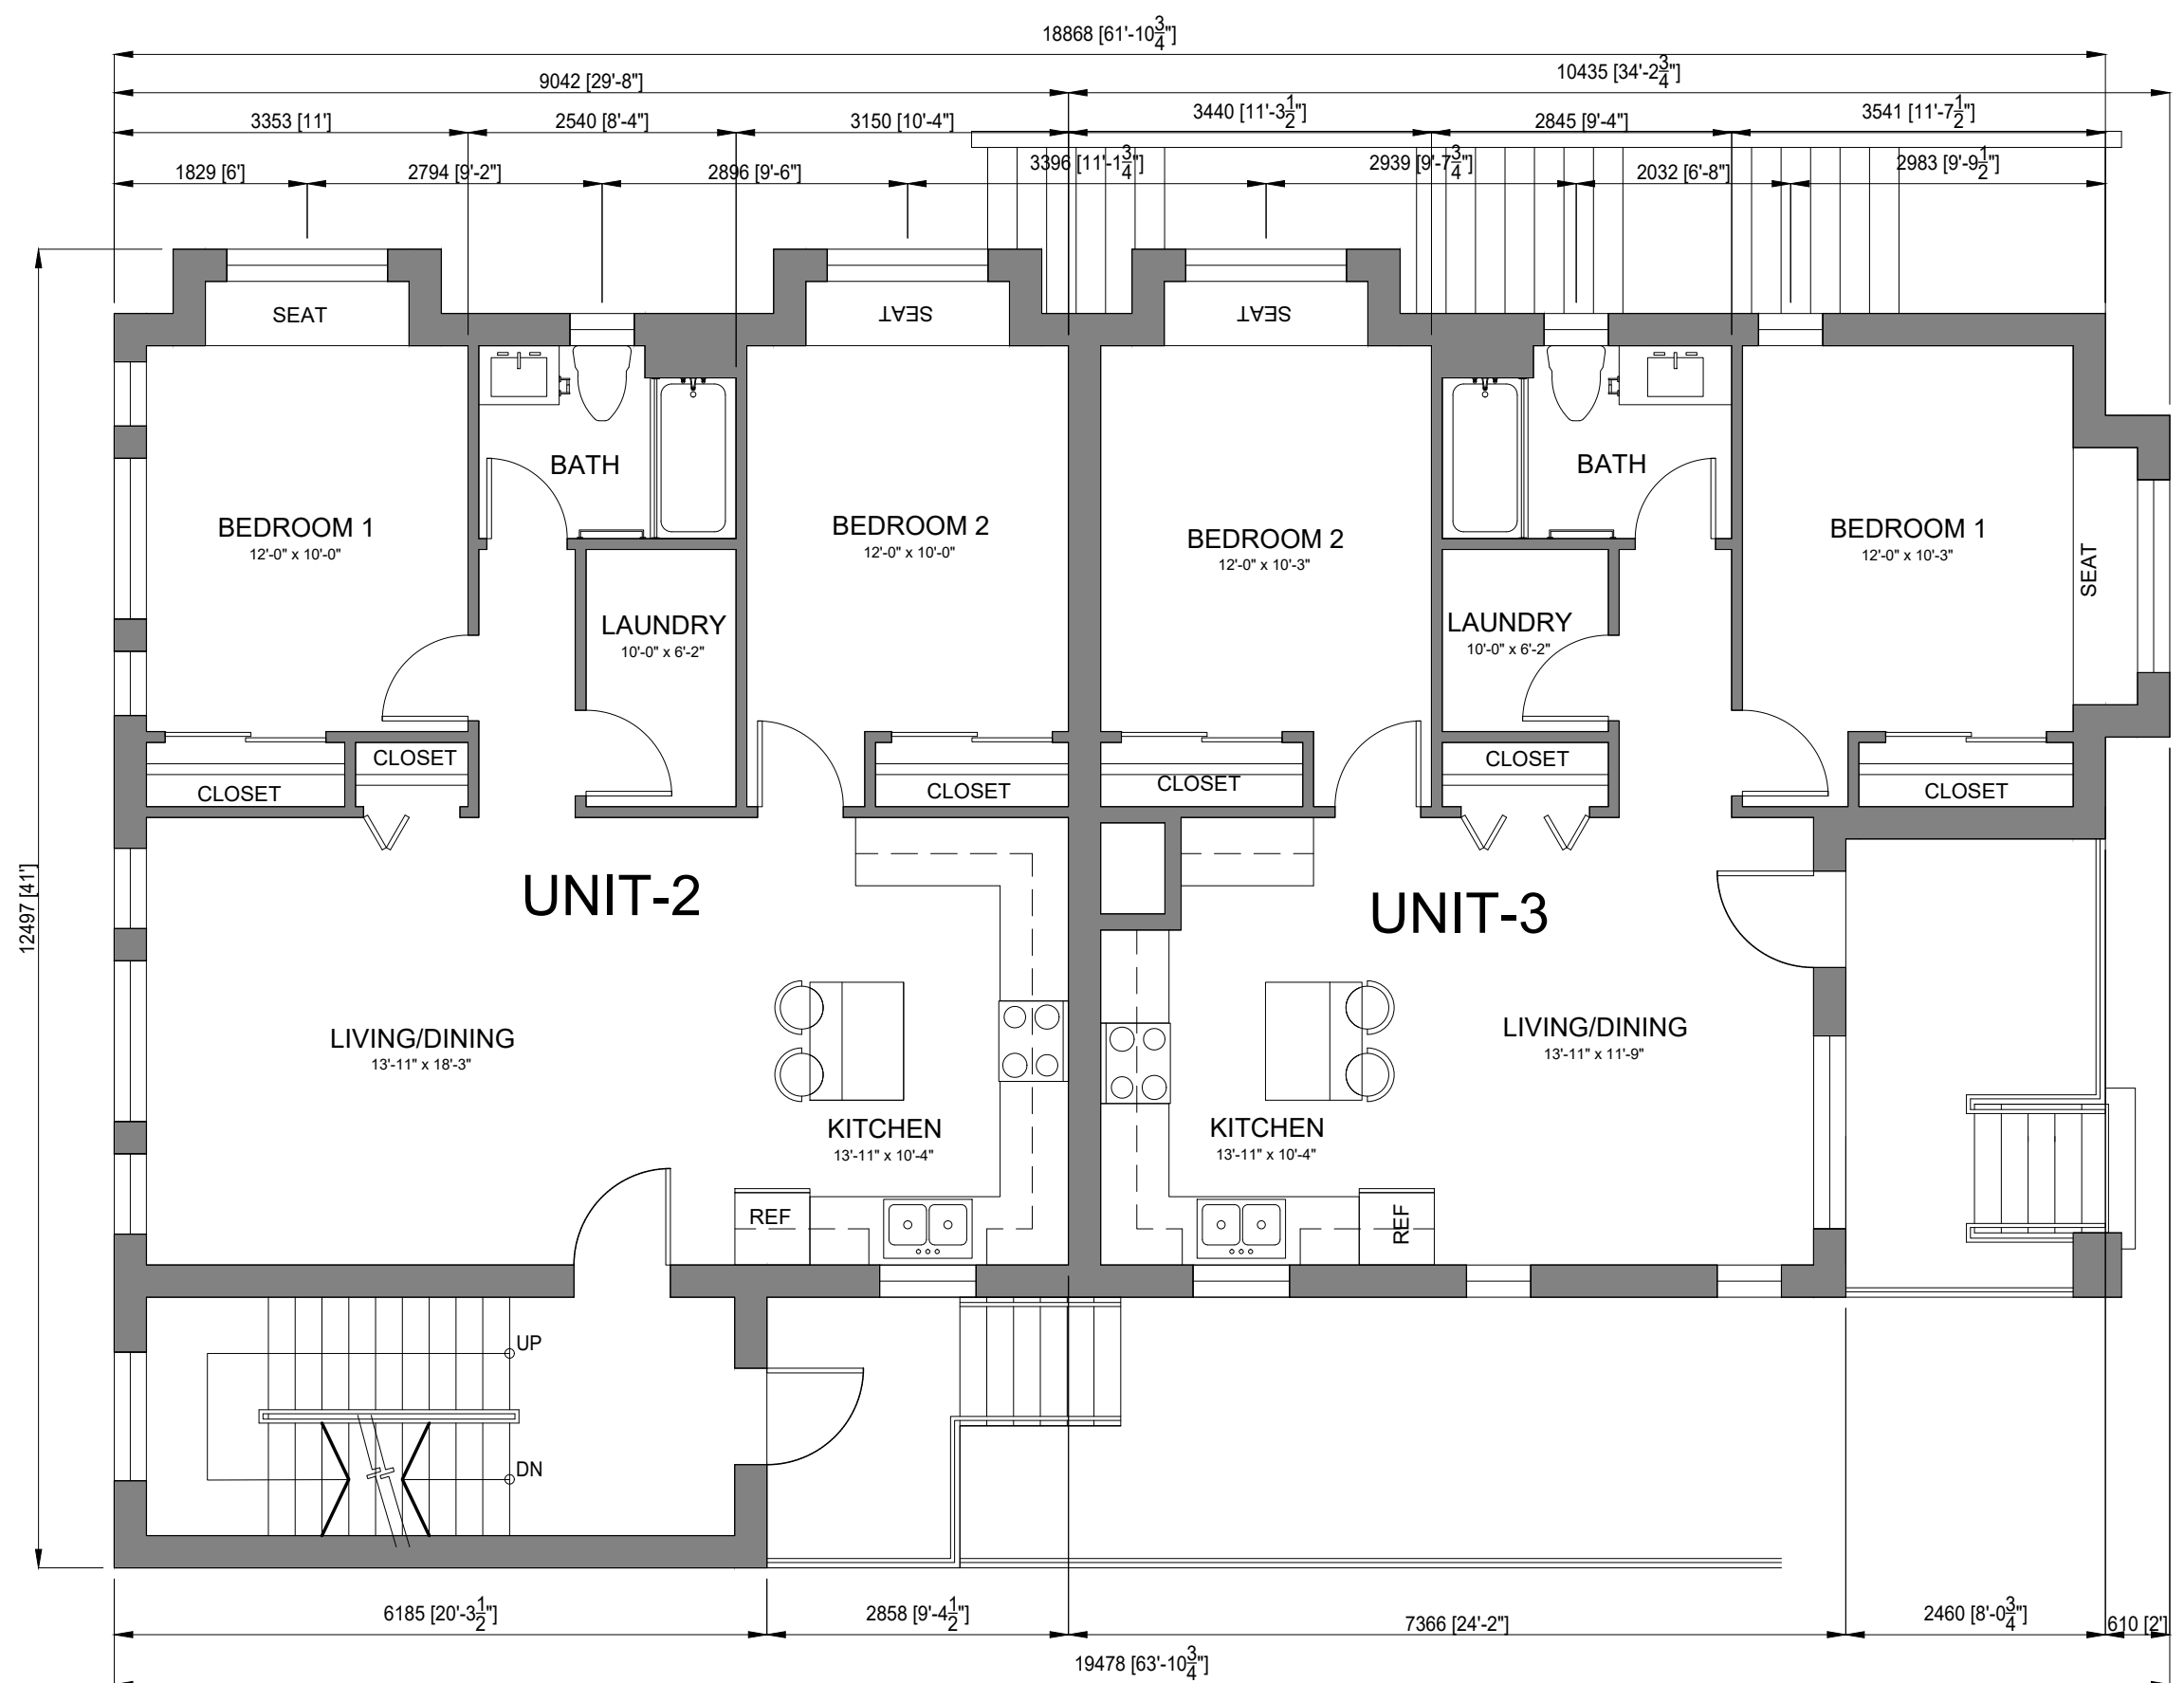 18868 [61'-10 3/4"]
9042 [29'-8"]
10435 [34'-2 3/4"]
3353 [11']
2540 [8'-4"]
3150 [10'-4"]
3440 [11'-3 1/2"]
2845 [9'-4"]
3541 [11'-7 1/2"]
1829 [6']
2794 [9'-2"]
2896 [9'-6"]
3396 [11'-1 3/4"]
2939 [9'-7 3/4"]
2032 [6'-8"]
2983 [9'-9 1/2"]
SEAT
SEAT
SEAT
BATH
BATH
BEDROOM 1
12'-0" x 10'-0"
BEDROOM 2
12'-0" x 10'-0"
BEDROOM 2
12'-0" x 10'-3"
BEDROOM 1
12'-0" x 10'-3"
SEAT
LAUNDRY
10'-0" x 6'-2"
LAUNDRY
10'-0" x 6'-2"
CLOSET
CLOSET
CLOSET
CLOSET
CLOSET
CLOSET
UNIT-2
UNIT-3
12497 [41']
LIVING/DINING
13'-11" x 18'-3"
LIVING/DINING
13'-11" x 11'-9"
KITCHEN
13'-11" x 10'-4"
KITCHEN
13'-11" x 10'-4"
REF
REF
UP
DN
6185 [20'-3 1/2"]
2858 [9'-4 1/2"]
7366 [24'-2"]
2460 [8'-0 3/4"]
610 [2']
19478 [63'-10 3/4"]